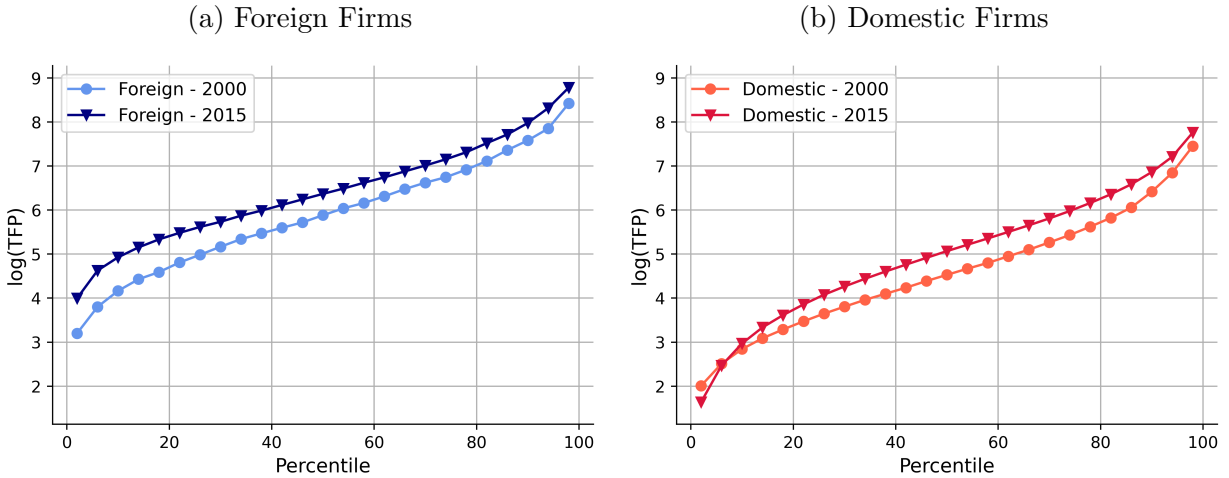 (a) Foreign Firms
Foreign - 2000
Foreign - 2015
9
8
7
6
5
4
3
2
log(TFP)
0 20 40 60 80 100
Percentile
(b) Domestic Firms
Domestic - 2000
Domestic - 2015
9
8
7
6
5
4
3
2
log(TFP)
0 20 40 60 80 100
Percentile